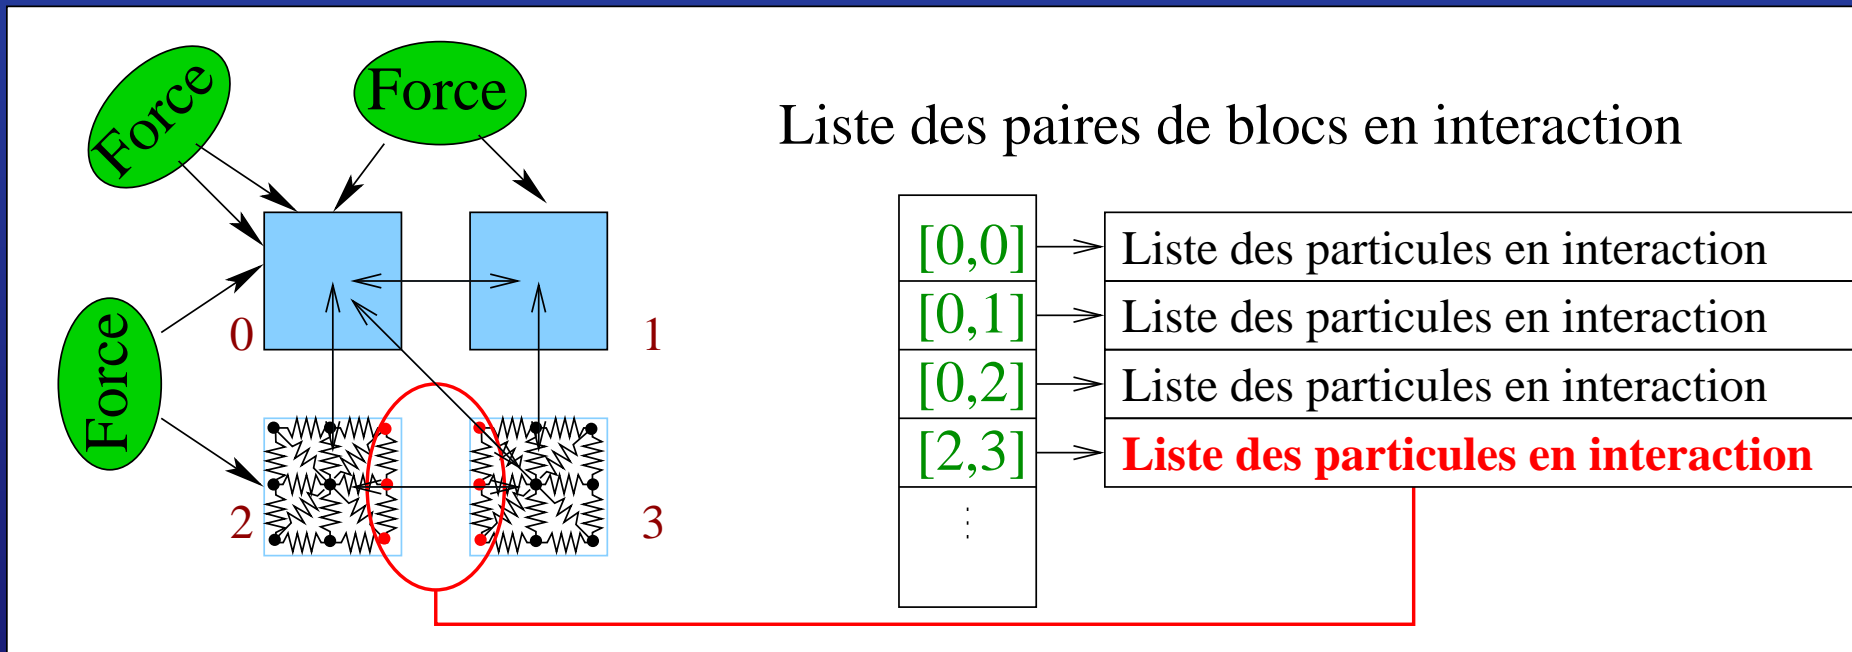 Force
Force
Force
0
1
2
3
Liste des paires de blocs en interaction
[0,0] Liste des particules en interaction
[0,1] Liste des particules en interaction
[0,2] Liste des particules en interaction
[2,3] Liste des particules en interaction